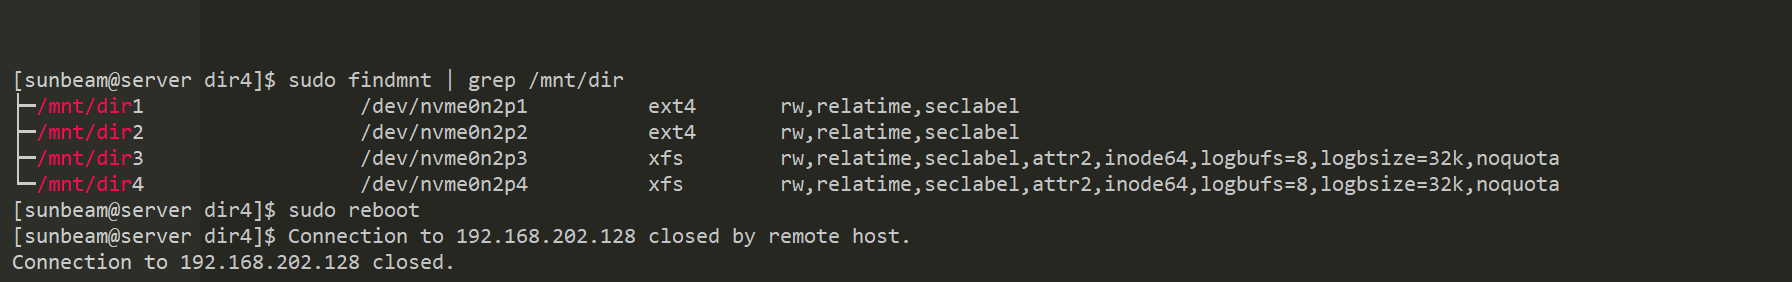 [sunbeam@server dir4]$ sudo findmnt | grep /mnt/dir
├─/mnt/dir1                  /dev/nvme0n2p1          ext4       rw,relatime,seclabel
├─/mnt/dir2                  /dev/nvme0n2p2          ext4       rw,relatime,seclabel
├─/mnt/dir3                  /dev/nvme0n2p3          xfs        rw,relatime,seclabel,attr2,inode64,logbufs=8,logbsize=32k,noquota
└─/mnt/dir4                  /dev/nvme0n2p4          xfs        rw,relatime,seclabel,attr2,inode64,logbufs=8,logbsize=32k,noquota
[sunbeam@server dir4]$ sudo reboot
[sunbeam@server dir4]$ Connection to 192.168.202.128 closed by remote host.
Connection to 192.168.202.128 closed.